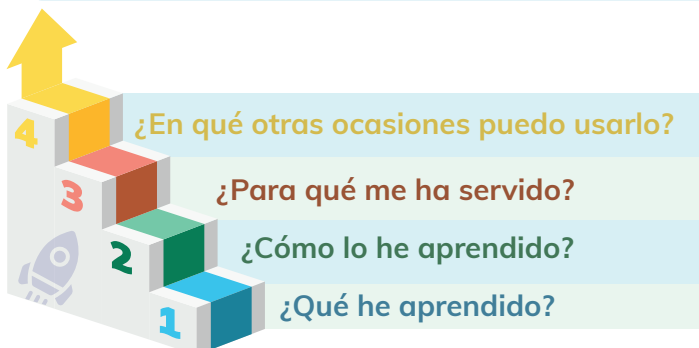 4 ¿En qué otras ocasiones puedo usarlo?
3 ¿Para qué me ha servido?
2 ¿Cómo lo he aprendido?
1 ¿Qué he aprendido?